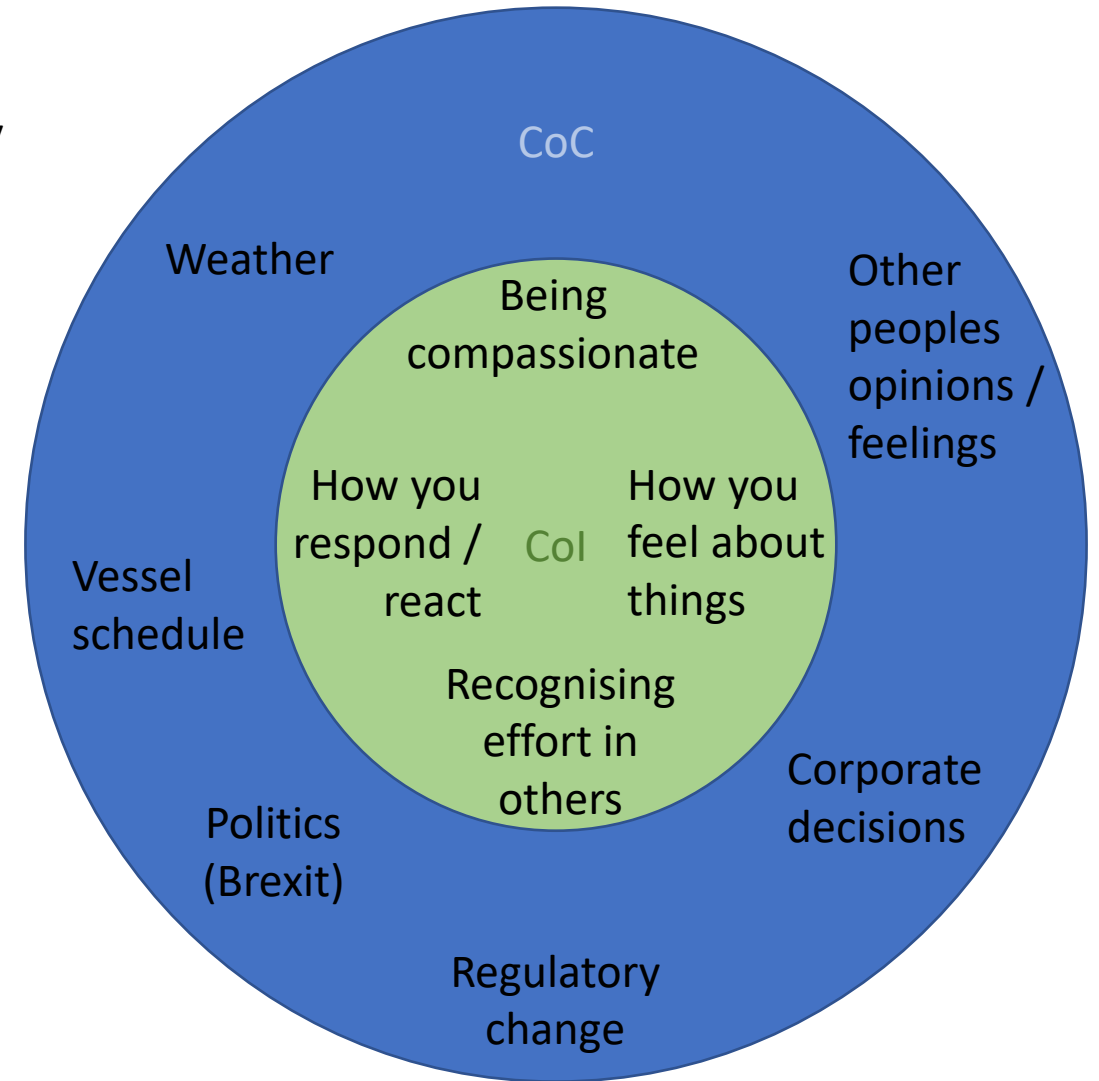 CoC
Weather
Other
peoples
opinions /
feelings
Being
compassionate
How you
respond /
react
CoI
How you
feel about
things
Vessel
schedule
Recognising
effort in
others
Corporate
decisions
Politics
(Brexit)
Regulatory
change